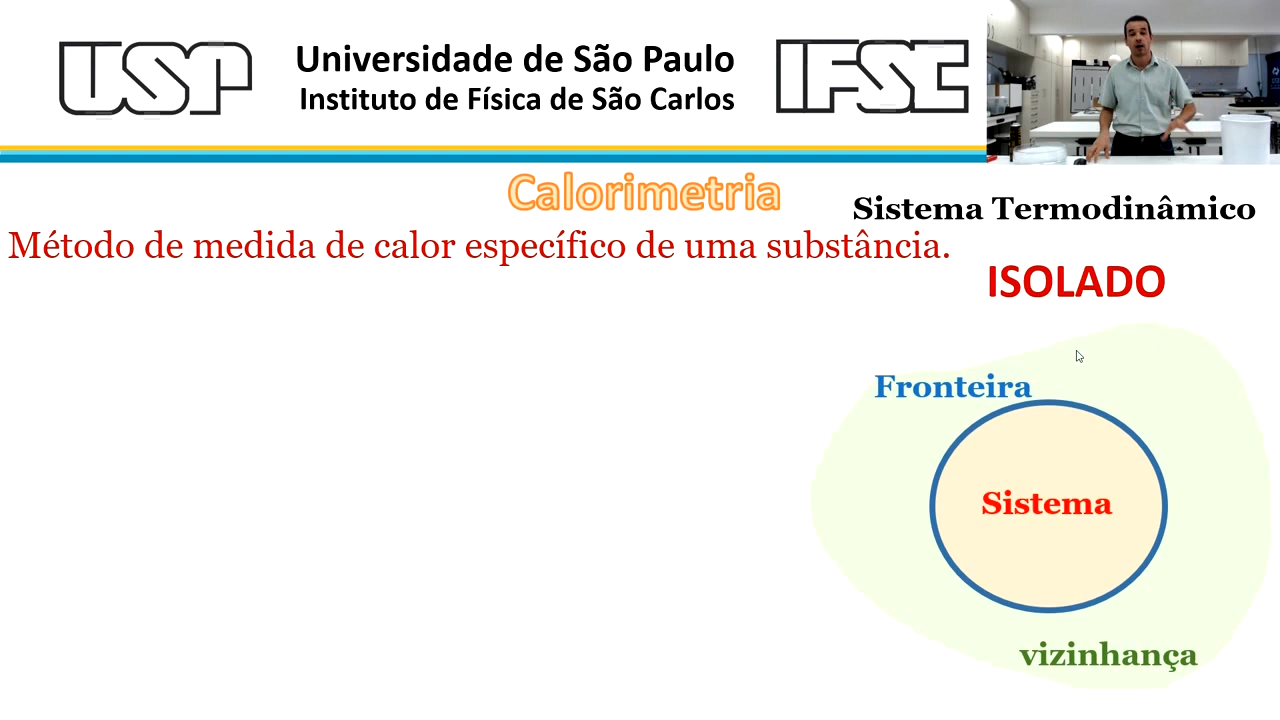 USP
Universidade de São Paulo
Instituto de Física de São Carlos
IFSC
Calorimetria
Sistema Termodinâmico
Método de medida de calor específico de uma substância.
ISOLADO
Fronteira
Sistema
vizinhança